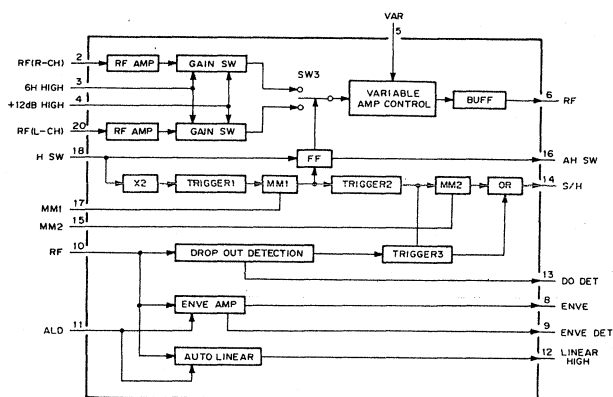 VAR
5
RF(R-CH) 2 RF AMP GAIN SW
SW3
6H HIGH 3
+12dB HIGH 4
VARIABLE
AMP CONTROL
BUFF 6 RF
RF(L-CH) 20 RF AMP GAIN SW
H SW 18 FF 16 AH SW
X2 TRIGGER1 MM1 TRIGGER2 MM2 OR 14 S/H
MM1 17
MM2 15
RF 10 DROP OUT DETECTION TRIGGER3
13 DO DET
ENVE AMP 8 ENVE
9 ENVE DET
ALD 11
AUTO LINEAR 12 LINEAR
HIGH